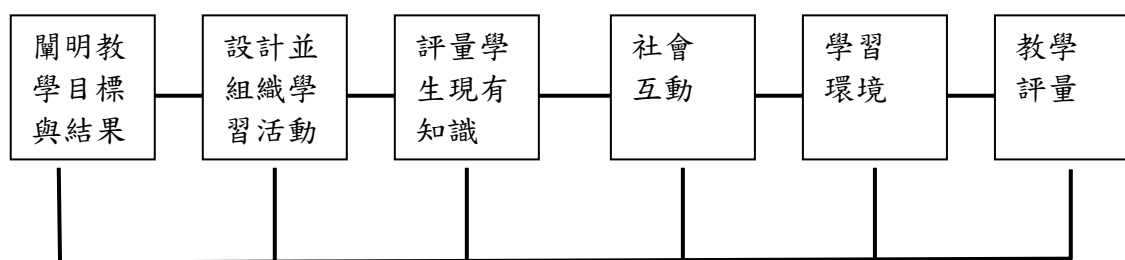 闡明教
學目標
與結果
設計並
組織學
習活動
評量學
生現有
知識
社會
互動
學習
環境
教學
評量